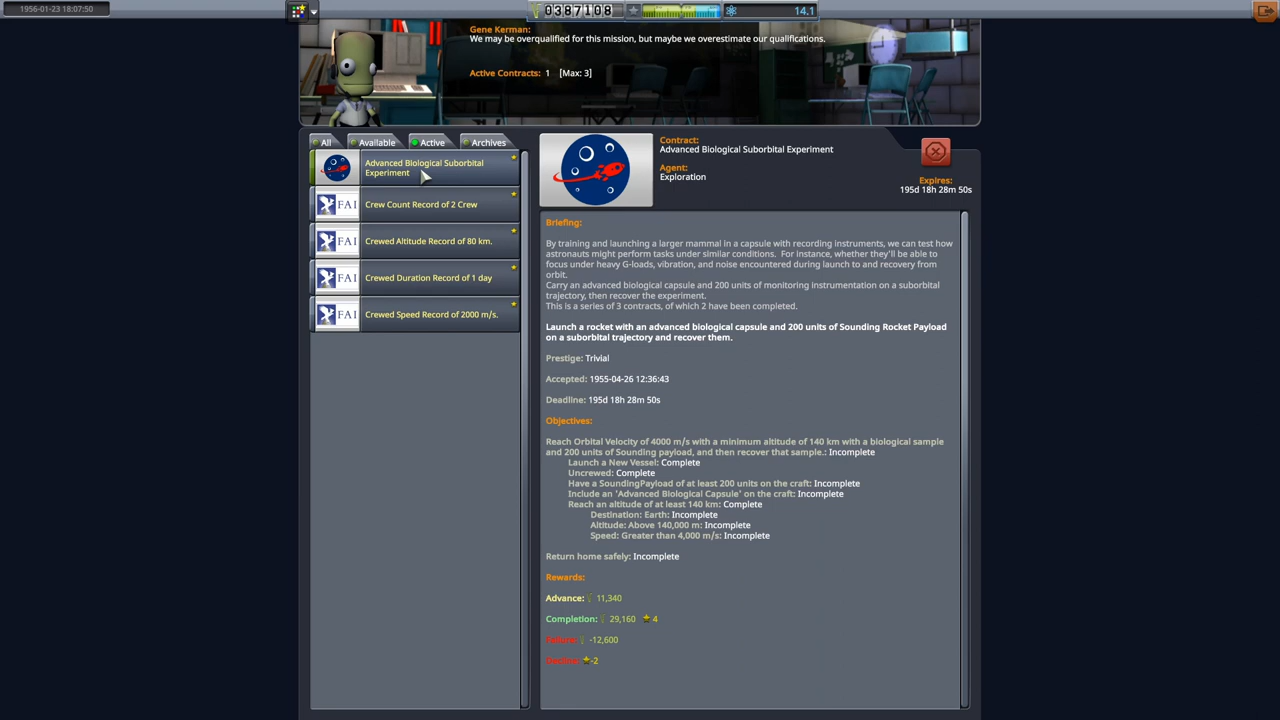 1956-01-23 18:07:50
0387108
14.1
Gene Kerman:
We may be overqualified for this mission, but maybe we overestimate our qualifications.
Active Contracts: 1 [Max: 3]
All
Available
Active
Archives
Advanced Biological Suborbital
Experiment
FAI
Crew Count Record of 2 Crew
FAI
Crewed Altitude Record of 80 km.
FAI
Crewed Duration Record of 1 day
FAI
Crewed Speed Record of 2000 m/s.
Contract:
Advanced Biological Suborbital Experiment
Agent:
Exploration
Expires:
195d 18h 28m 50s
Briefing:
By training and launching a larger mammal in a capsule with recording instruments, we can test how
astronauts might perform tasks under similar conditions. For instance, whether they'll be able to
focus under heavy G-loads, vibration, and noise encountered during launch to and recovery from
orbit.
Carry an advanced biological capsule and 200 units of monitoring instrumentation on a suborbital
trajectory, then recover the experiment.
This is a series of 3 contracts, of which 2 have been completed.
Launch a rocket with an advanced biological capsule and 200 units of Sounding Rocket Payload
on a suborbital trajectory and recover them.
Prestige: Trivial
Accepted: 1955-04-26 12:36:43
Deadline: 195d 18h 28m 50s
Objectives:
Reach Orbital Velocity of 4000 m/s with a minimum altitude of 140 km with a biological sample
and 200 units of Sounding payload, and then recover that sample.: Incomplete
Launch a New Vessel: Complete
Uncrewed: Complete
Have a SoundingPayload of at least 200 units on the craft: Incomplete
Include an 'Advanced Biological Capsule' on the craft: Incomplete
Reach an altitude of at least 140 km: Complete
Destination: Earth: Incomplete
Altitude: Above 140,000 m: Incomplete
Speed: Greater than 4,000 m/s: Incomplete
Return home safely: Incomplete
Rewards:
Advance: 11,340
Completion: 29,160 4
Failure: -12,600
Decline: -2